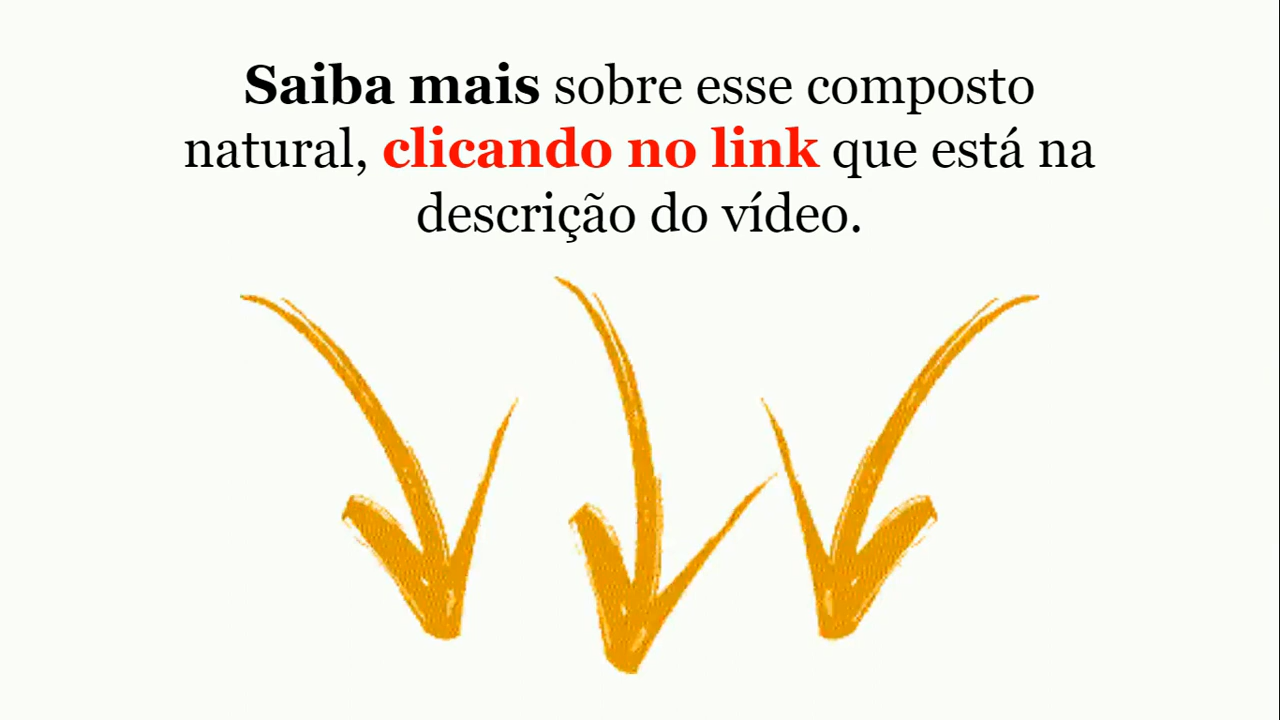 Saiba mais sobre esse composto
natural, clicando no link que está na
descrição do vídeo.